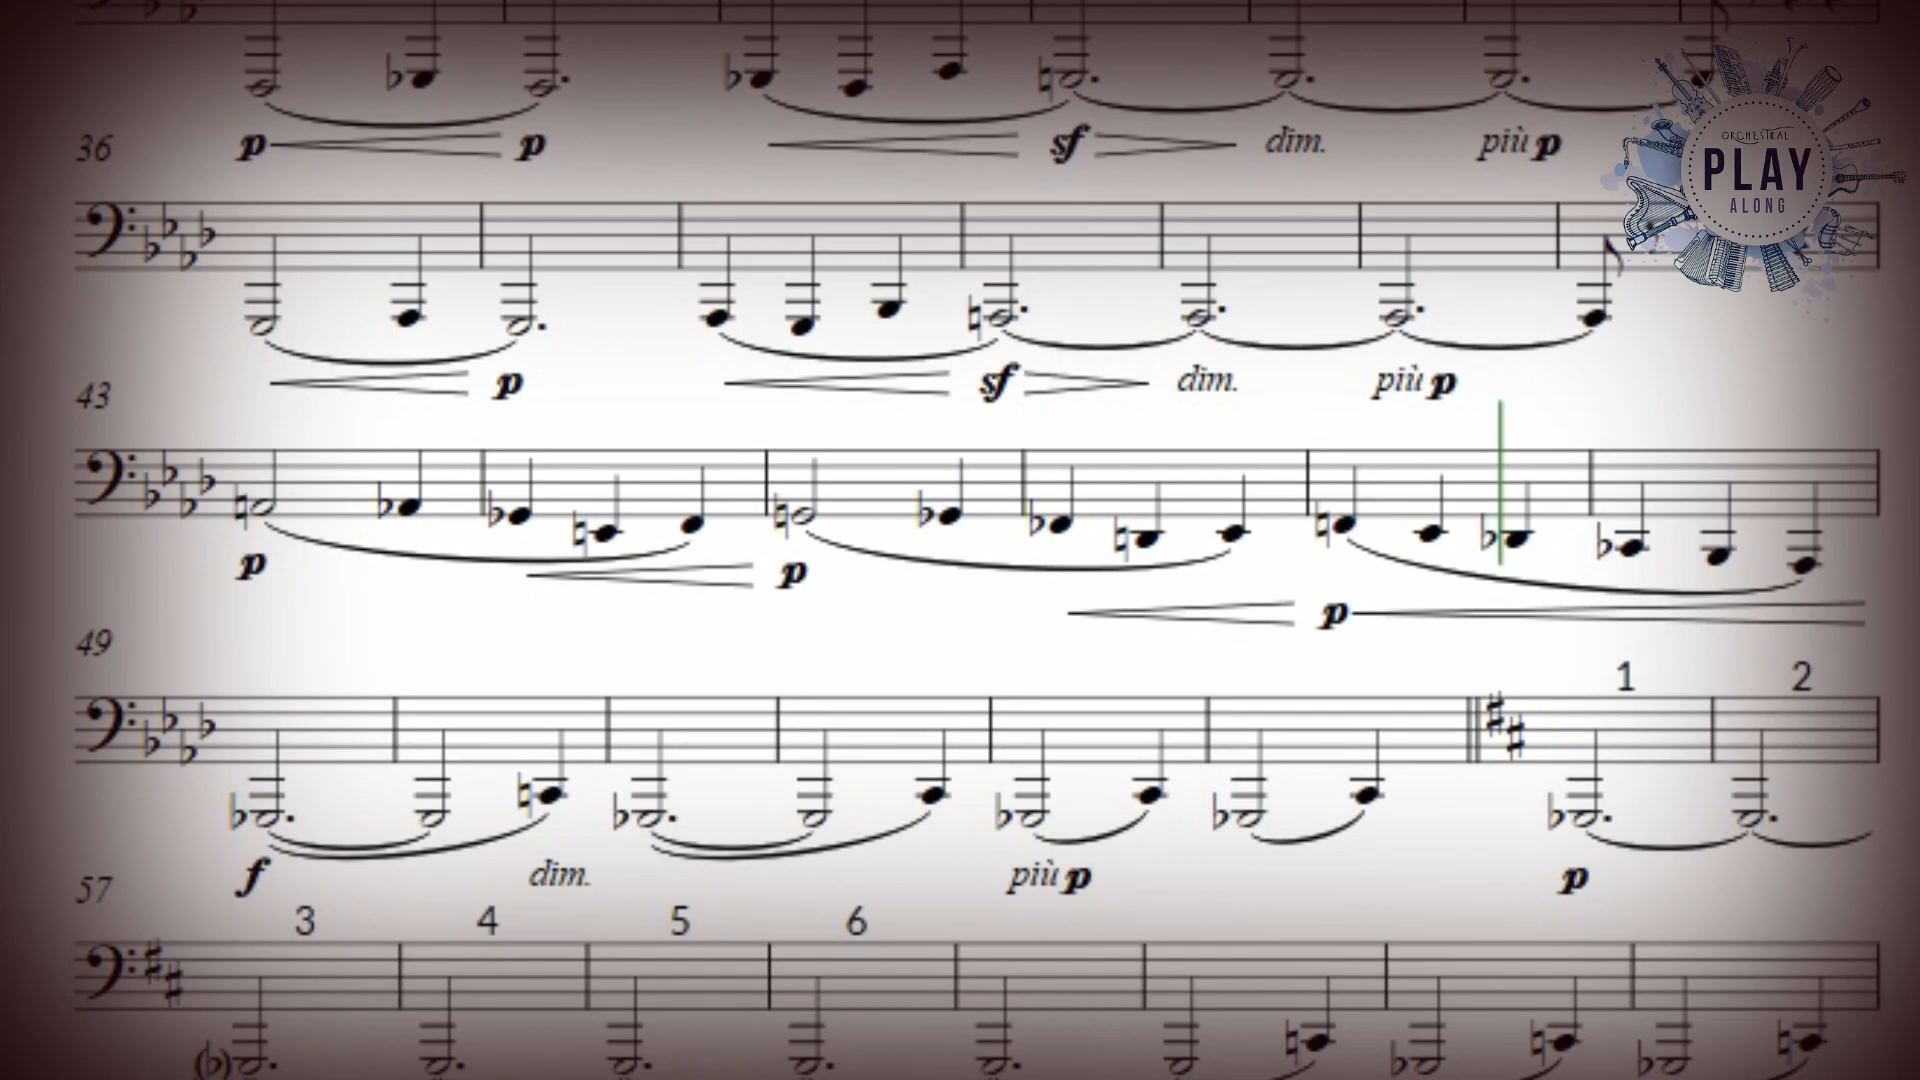 p p sf dim. più p
ORCHESTRAL
PLAY
ALONG
36
p sf dim. più p
43
p p p
49
1 2
f dim. più p p
57
3 4 5 6